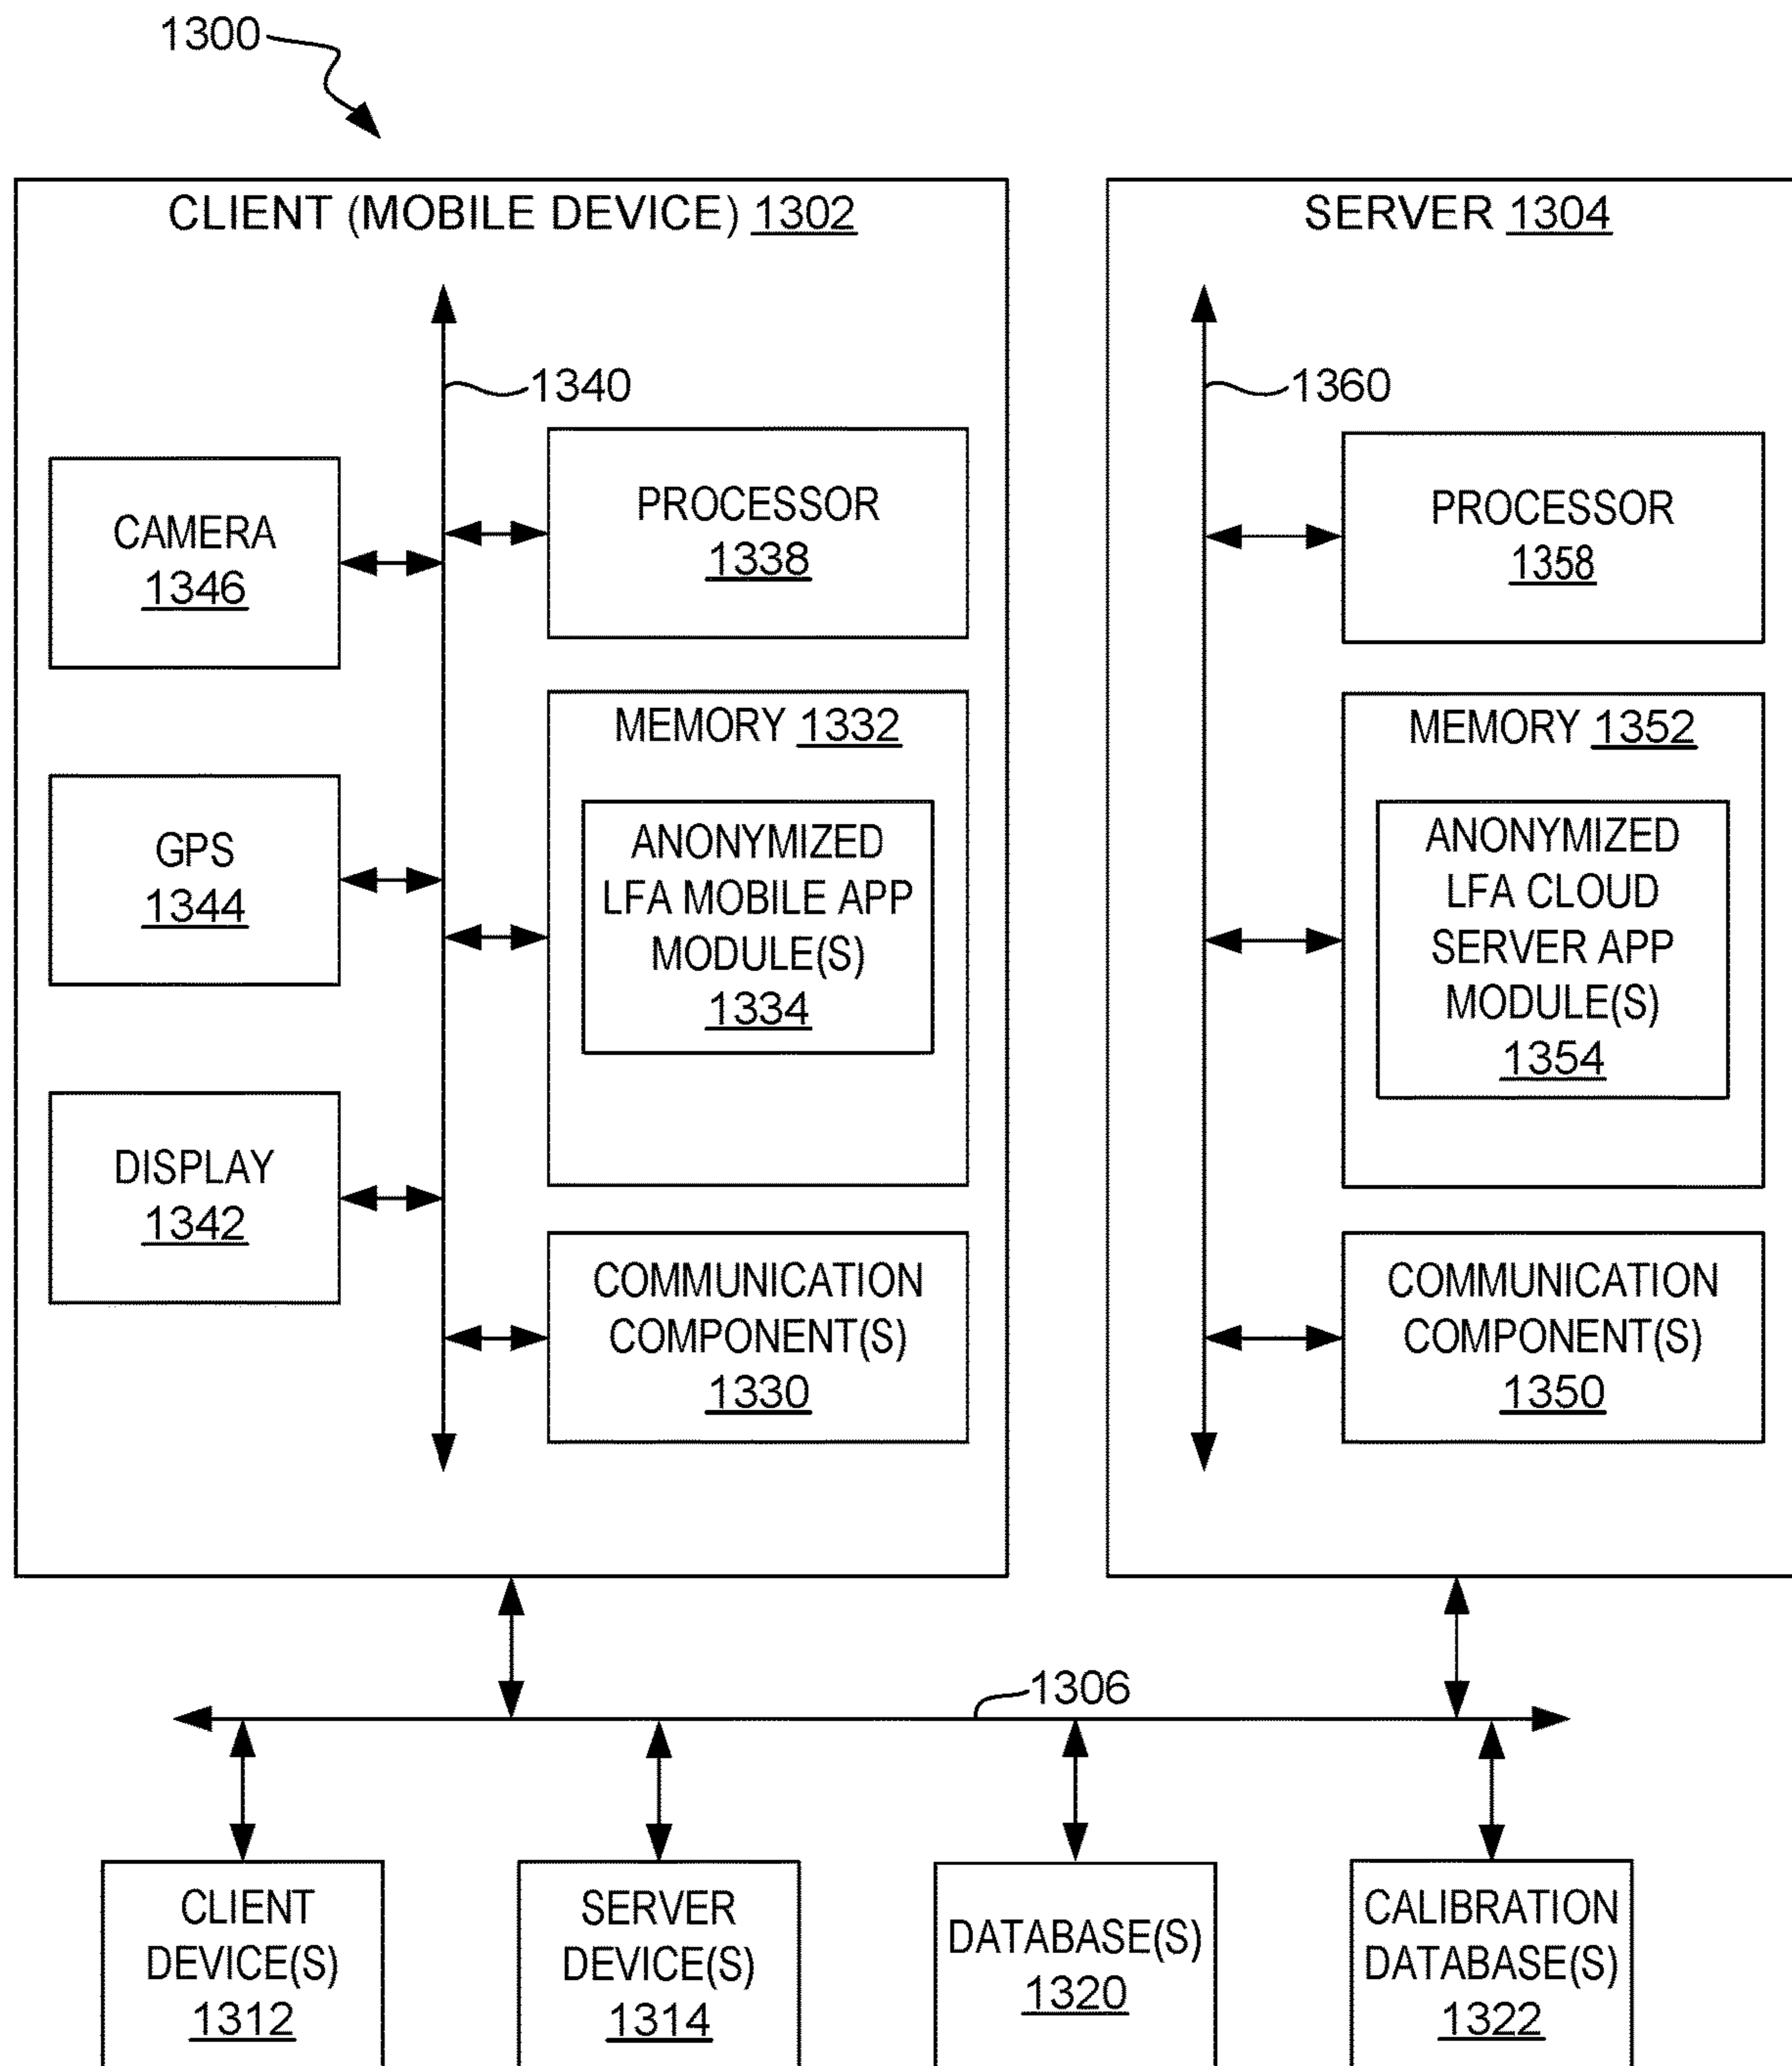 1300
CLIENT (MOBILE DEVICE) 1302
1340
CAMERA
1346
GPS
1344
DISPLAY
1342
PROCESSOR
1338
MEMORY 1332
ANONYMIZED
LFA MOBILE APP
MODULE(S)
1334
COMMUNICATION
COMPONENT(S)
1330
SERVER 1304
1360
PROCESSOR
1358
MEMORY 1352
ANONYMIZED
LFA CLOUD
SERVER APP
MODULE(S)
1354
COMMUNICATION
COMPONENT(S)
1350
1306
CLIENT
DEVICE(S)
1312
SERVER
DEVICE(S)
1314
DATABASE(S)
1320
CALIBRATION
DATABASE(S)
1322